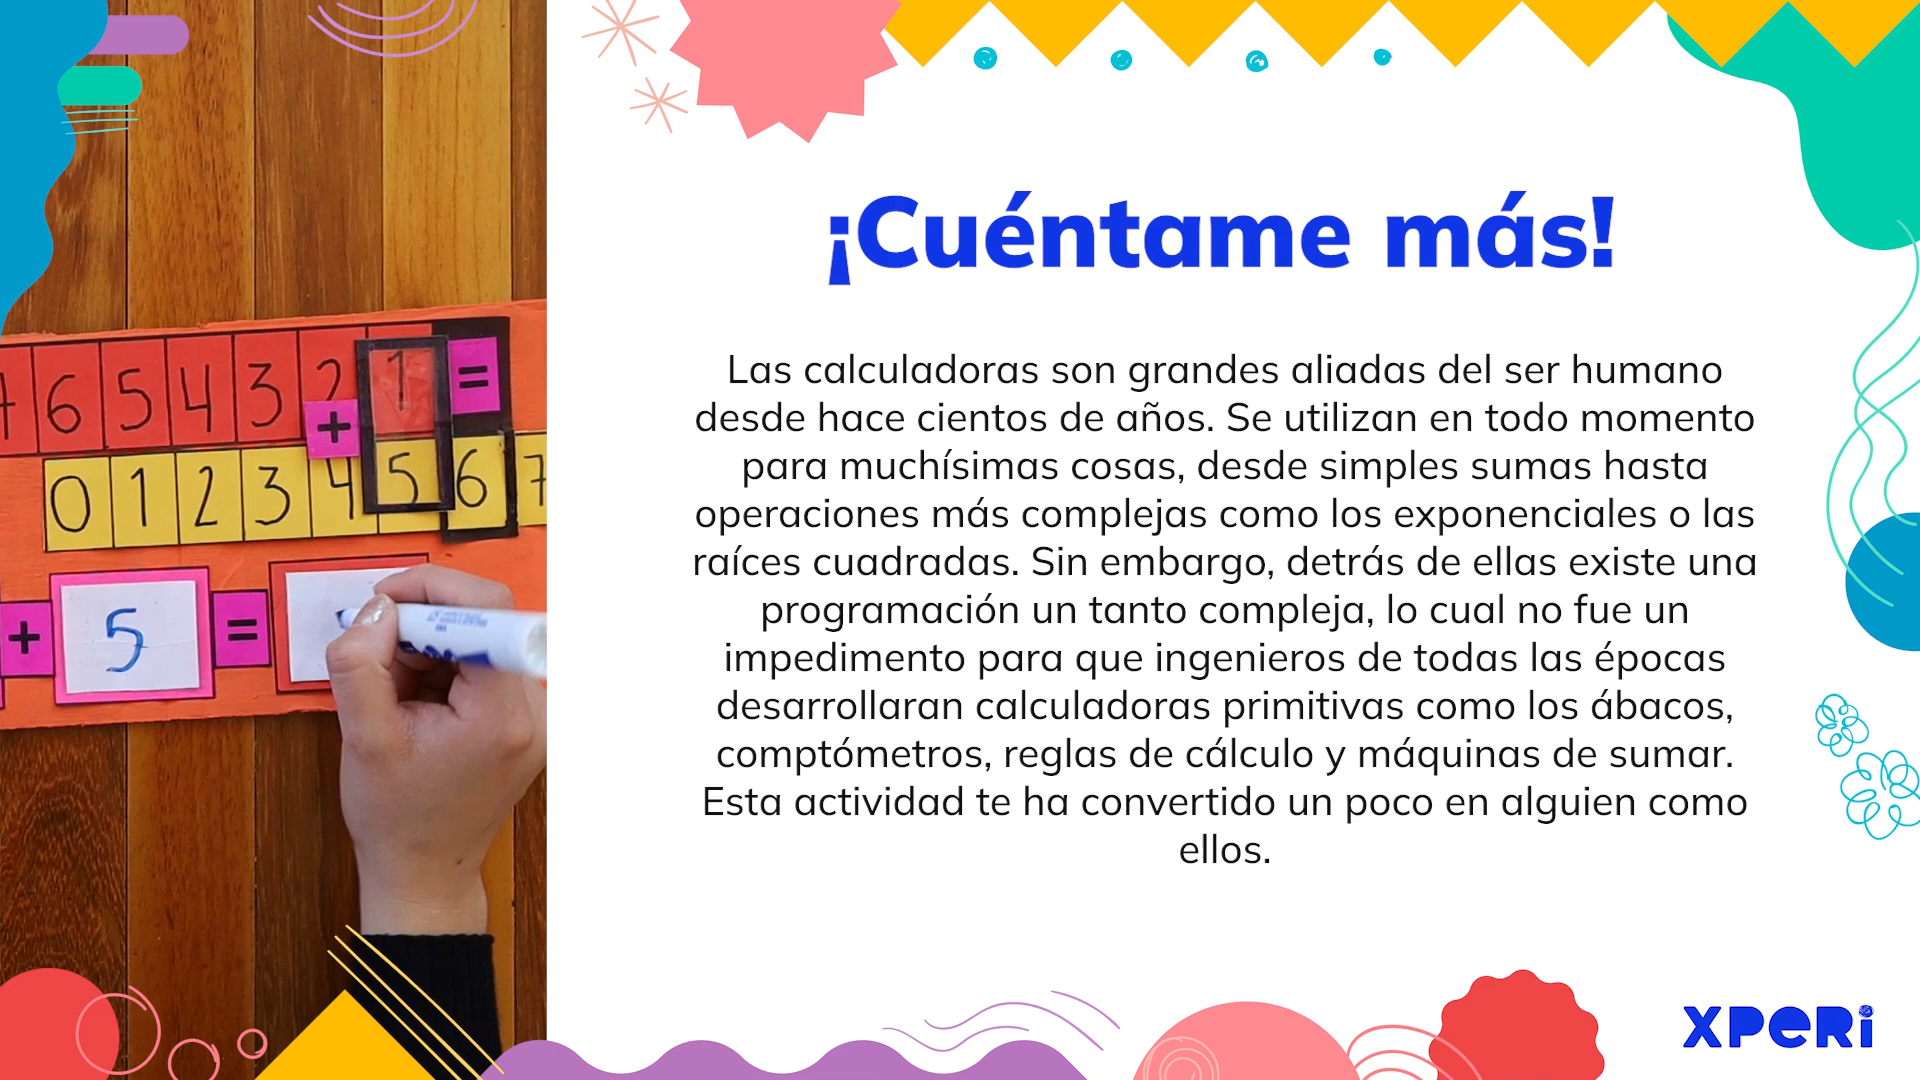 ¡Cuéntame más!
Las calculadoras son grandes aliadas del ser humano
desde hace cientos de años. Se utilizan en todo momento
para muchísimas cosas, desde simples sumas hasta
operaciones más complejas como los exponenciales o las
raíces cuadradas. Sin embargo, detrás de ellas existe una
programación un tanto compleja, lo cual no fue un
impedimento para que ingenieros de todas las épocas
desarrollaran calculadoras primitivas como los ábacos,
comptómetros, reglas de cálculo y máquinas de sumar.
Esta actividad te ha convertido un poco en alguien como
ellos.
6 5 4 3 2 1 =
+
0 1 2 3 4 5 6 7
+ 5 =
XPERi